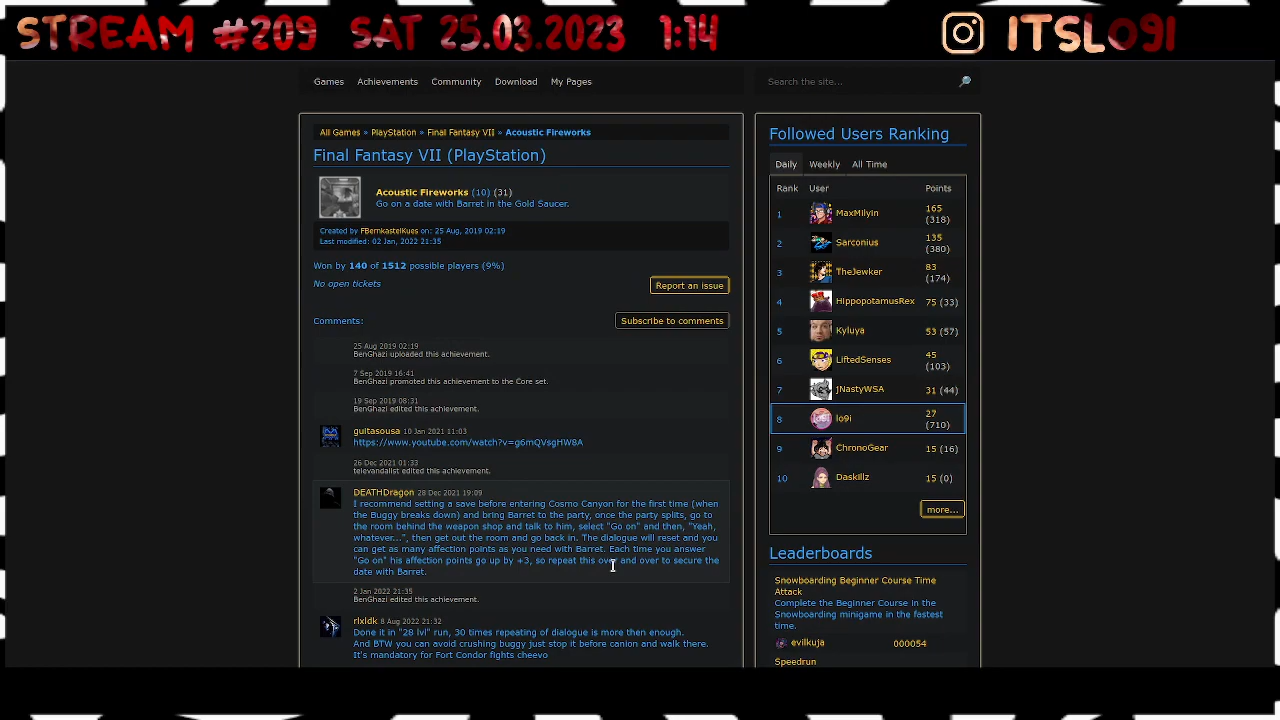 STREAM #209 SAT 25.03.2023 1:14 ITSLO9I
Games Achievements Community Download My Pages
Search the site...
All Games » PlayStation » Final Fantasy VII » Acoustic Fireworks
Final Fantasy VII (PlayStation)
Acoustic Fireworks (10) (31)
Go on a date with Barret in the Gold Saucer.
Created by FBernkastelKues on: 25 Aug, 2019 02:19
Last modified: 02 Jan, 2022 21:35
Won by 140 of 1512 possible players (9%)
No open tickets
Report an issue
Comments:
Subscribe to comments
25 Aug 2019 02:19
BenGhazi uploaded this achievement.
7 Sep 2019 16:41
BenGhazi promoted this achievement to the Core set.
19 Sep 2019 08:31
BenGhazi edited this achievement.
guitasousa 10 Jan 2021 11:03
https://www.youtube.com/watch?v=g6mQVsgHW8A
26 Dec 2021 01:33
televandalist edited this achievement.
DEATHDragon 28 Dec 2021 19:09
I recommend setting a save before entering Cosmo Canyon for the first time (when
the Buggy breaks down) and bring Barret to the party, once the party splits, go to
the room behind the weapon shop and talk to him, select "Go on" and then, "Yeah,
whatever...", then get out the room and go back in. The dialogue will reset and you
can get as many affection points as you need with Barret. Each time you answer
"Go on" his affection points go up by +3, so repeat this over and over to secure the
date with Barret.
2 Jan 2022 21:35
BenGhazi edited this achievement.
rlxldk 8 Aug 2022 21:32
Done it in "28 lvl" run, 30 times repeating of dialogue is more then enough.
And BTW you can avoid crushing buggy just stop it before canion and walk there.
It's mandatory for Fort Condor fights cheevo
Followed Users Ranking
Daily Weekly All Time
Rank User Points
1 MaxMilyin 165 (318)
2 Sarconius 135 (380)
3 TheJewker 83 (174)
4 HippopotamusRex 75 (33)
5 Kyluya 53 (57)
6 LiftedSenses 45 (103)
7 JNastyWSA 31 (44)
8 lo9i 27 (710)
9 ChronoGear 15 (16)
10 Daskillz 15 (0)
more...
Leaderboards
Snowboarding Beginner Course Time
Attack
Complete the Beginner Course in the
Snowboarding minigame in the fastest
time.
evilkuja 000054
Speedrun